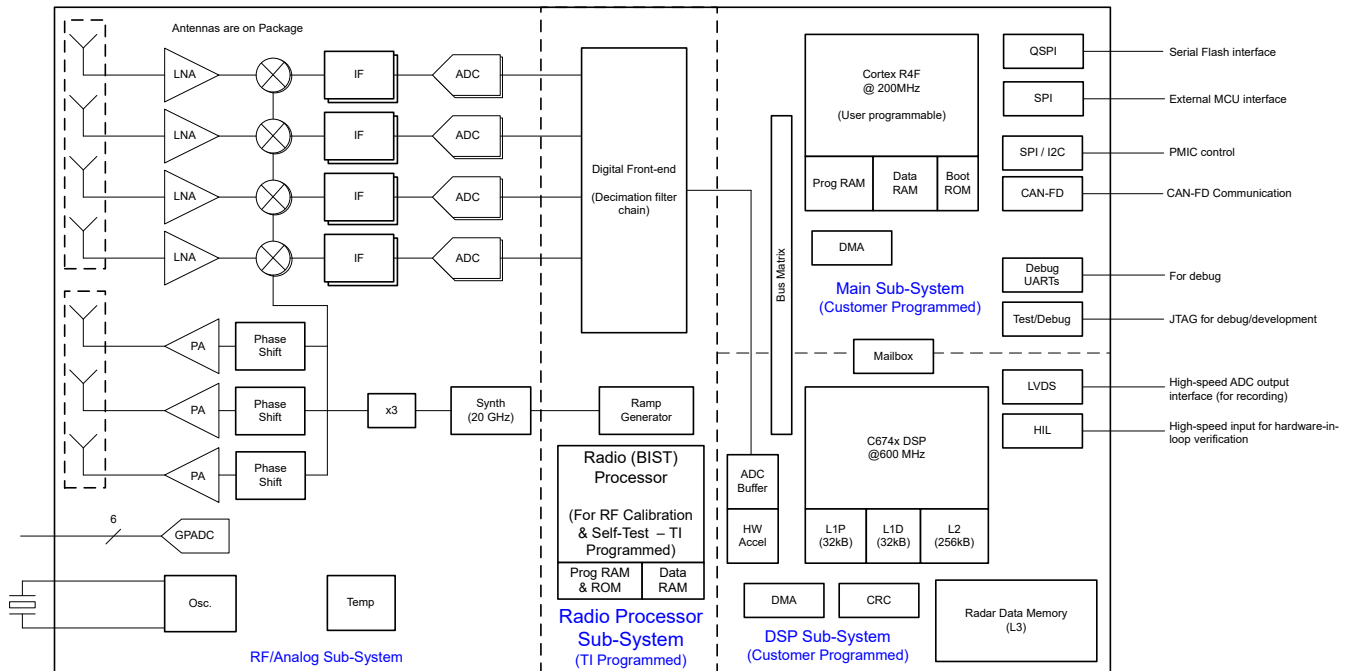 Antennas are on Package
LNA
IF
ADC
LNA
IF
ADC
LNA
IF
ADC
LNA
IF
ADC
PA
Phase
Shift
PA
Phase
Shift
PA
Phase
Shift
x3
Synth
(20 GHz)
6
GPADC
Osc.
Temp
RF/Analog Sub-System
Digital Front-end
(Decimation filter
chain)
Ramp
Generator
Radio (BIST)
Processor
(For RF Calibration
& Self-Test – TI
Programmed)
Prog RAM
& ROM
Data
RAM
Radio Processor
Sub-System
(TI Programmed)
Bus Matrix
Cortex R4F
@ 200MHz
(User programmable)
Prog RAM
Data
RAM
Boot
ROM
DMA
Main Sub-System
(Customer Programmed)
QSPI
Serial Flash interface
SPI
External MCU interface
SPI / I2C
PMIC control
CAN-FD
CAN-FD Communication
Debug
UARTs
For debug
Test/Debug
JTAG for debug/development
Mailbox
LVDS
High-speed ADC output
interface (for recording)
HIL
High-speed input for hardware-in-
loop verification
C674x DSP
@600 MHz
L1P
(32kB)
L1D
(32kB)
L2
(256kB)
ADC
Buffer
HW
Accel
DMA
CRC
Radar Data Memory
(L3)
DSP Sub-System
(Customer Programmed)